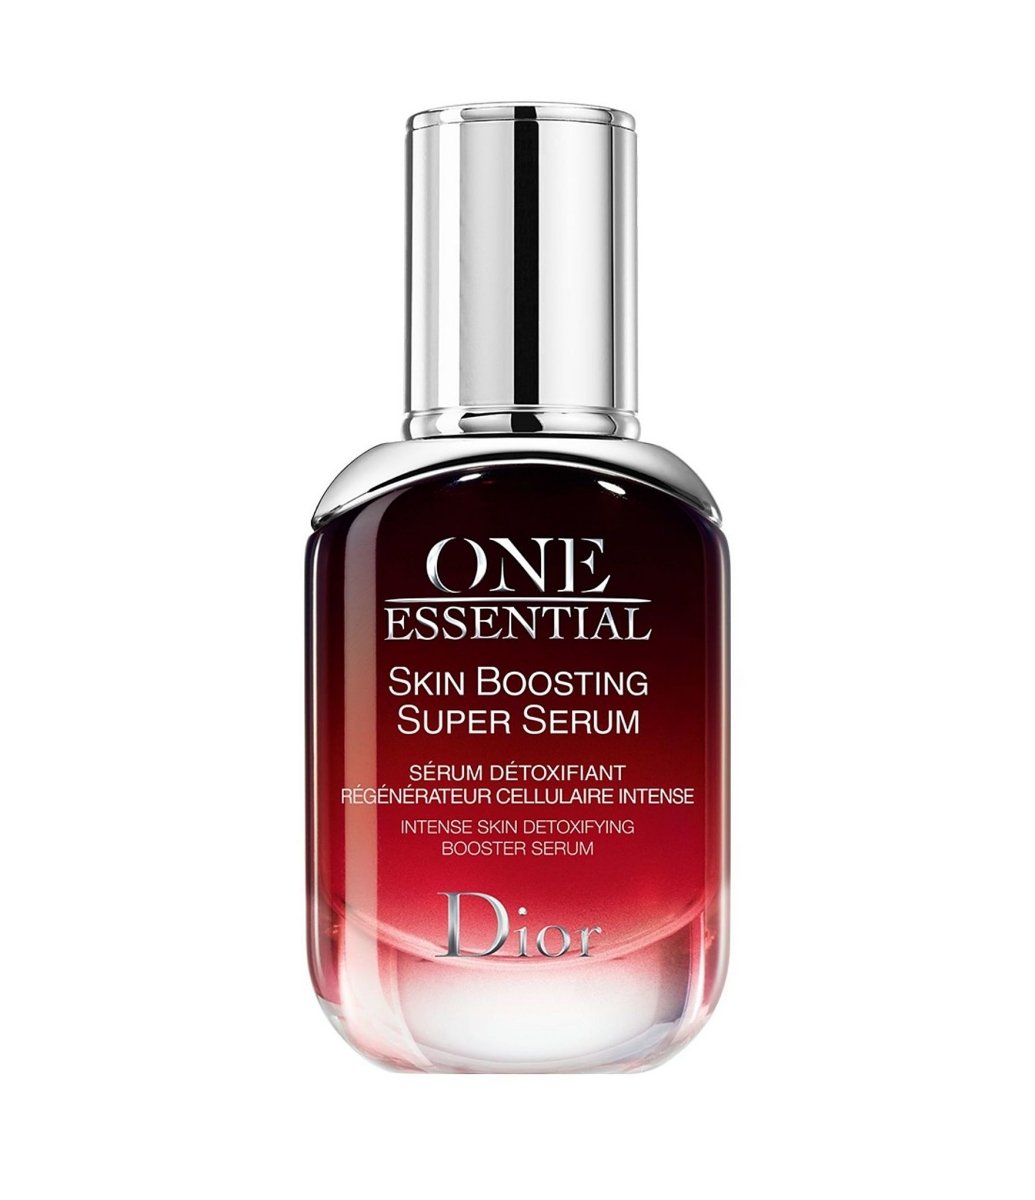 ONE
ESSENTIAL
SKIN BOOSTING
SUPER SERUM
SÉRUM DÉTOXIFIANT
RÉGÉNÉRATEUR CELLULAIRE INTENSE
INTENSE SKIN DETOXIFYING
BOOSTER SERUM
Dior